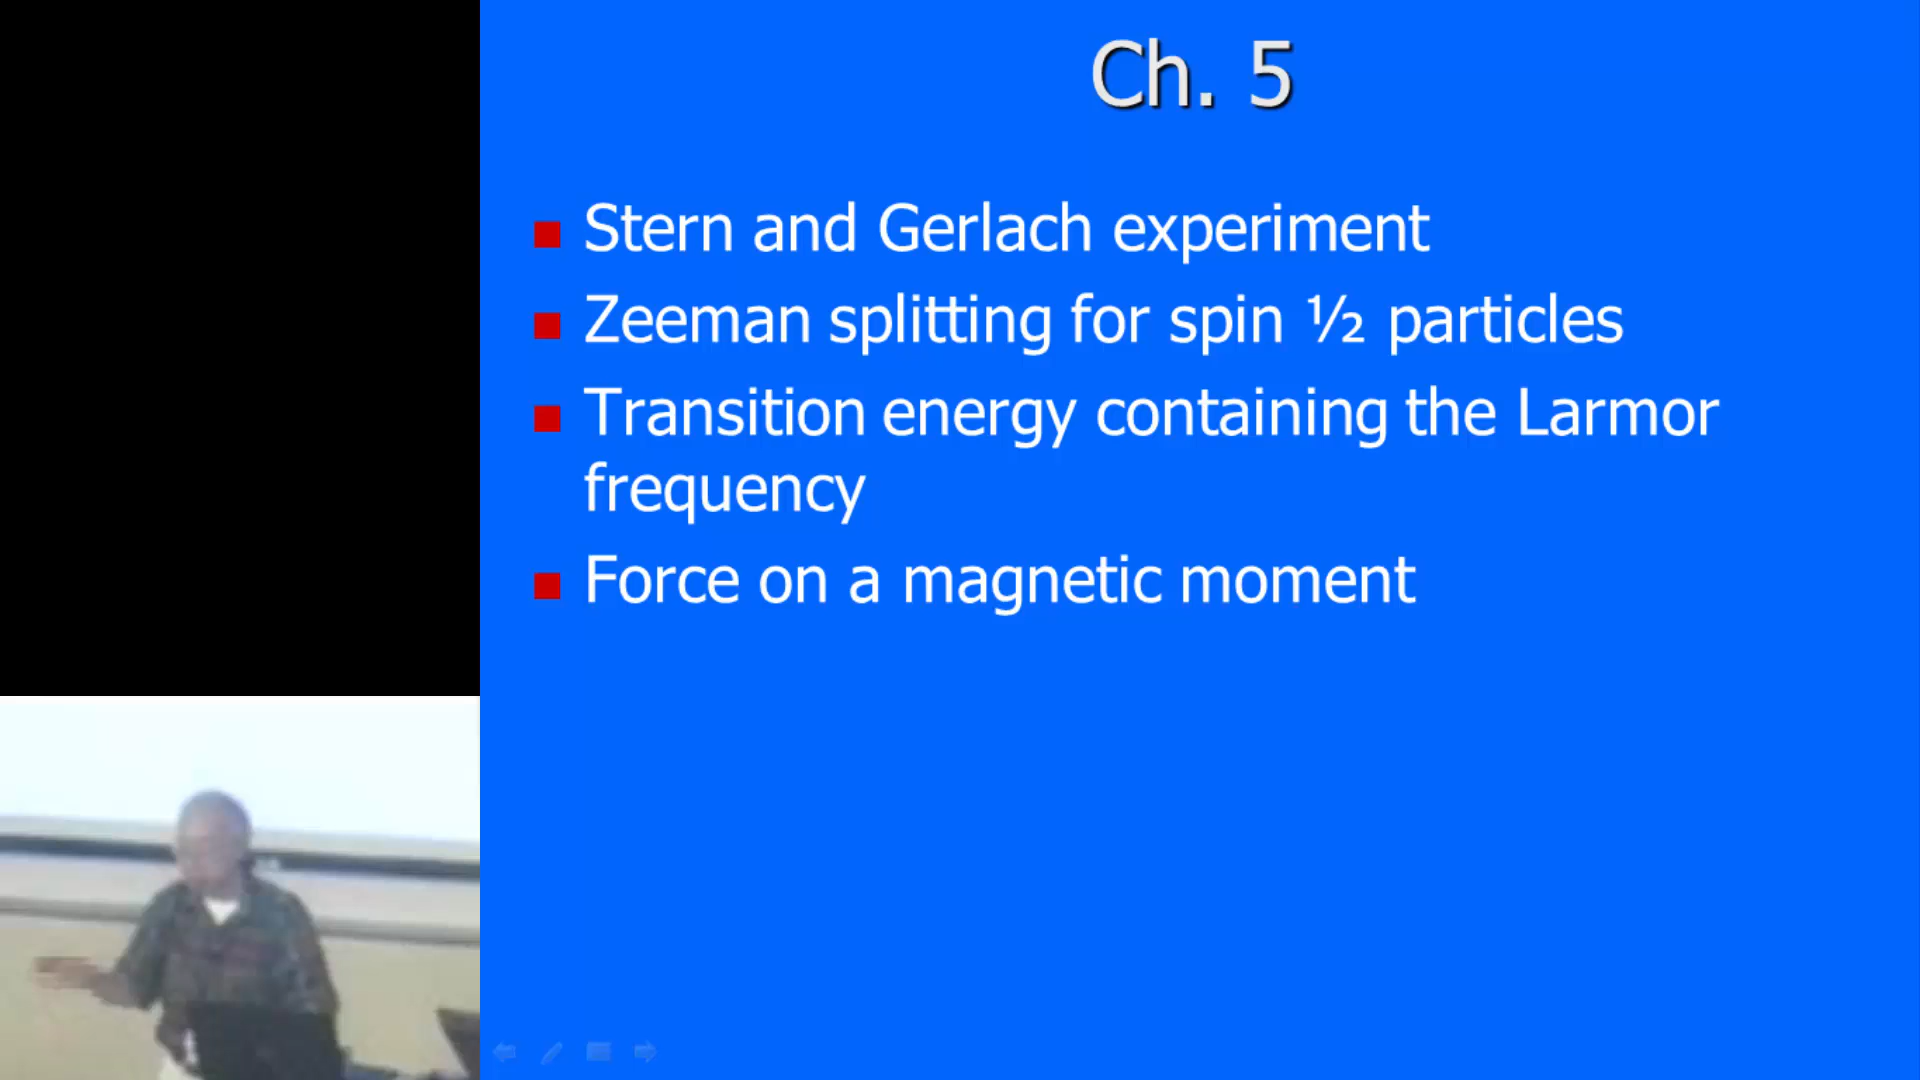 Ch. 5
Stern and Gerlach experiment
Zeeman splitting for spin ½ particles
Transition energy containing the Larmor
frequency
Force on a magnetic moment